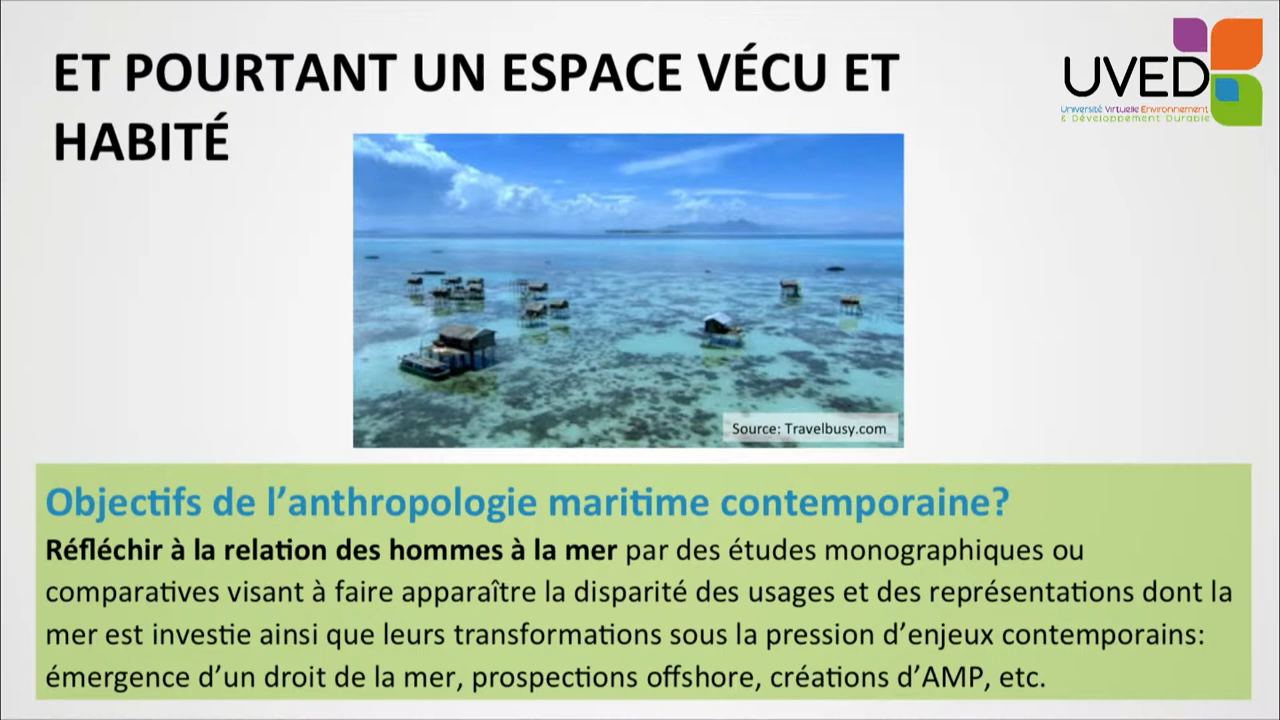 ET POURTANT UN ESPACE VÉCU ET
HABITÉ
UVED
Université Virtuelle Environnement
& Développement Durable
Source: Travelbusy.com
Objectifs de l’anthropologie maritime contemporaine?
Réfléchir à la relation des hommes à la mer par des études monographiques ou
comparatives visant à faire apparaître la disparité des usages et des représentations dont la
mer est investie ainsi que leurs transformations sous la pression d’enjeux contemporains:
émergence d’un droit de la mer, prospections offshore, créations d’AMP, etc.